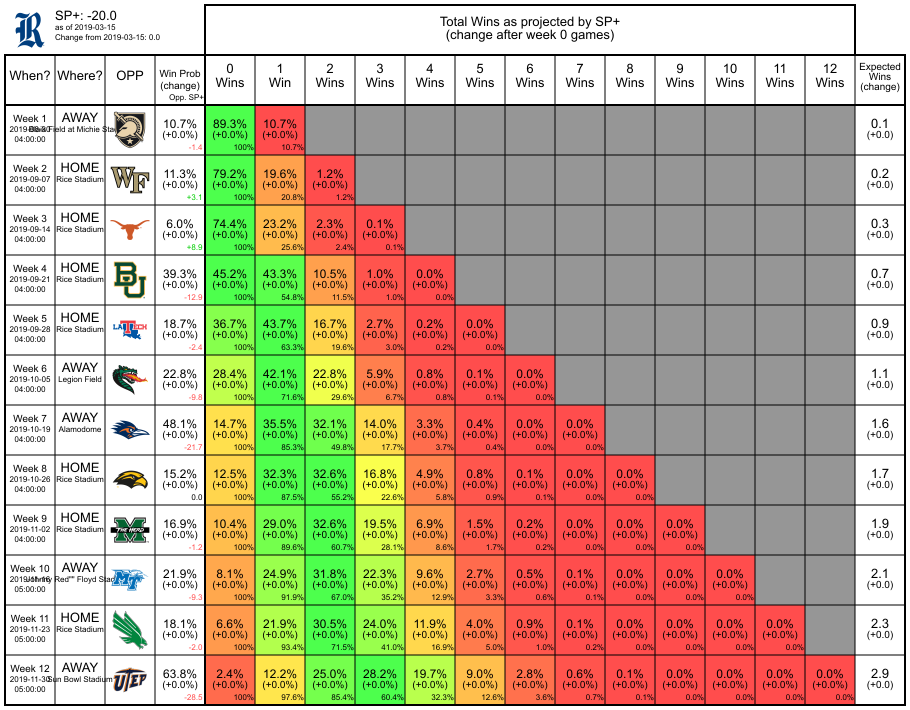 SP+: -20.0
as of 2019-03-15
Change from 2019-03-15: 0.0
Total Wins as projected by SP+
(change after week 0 games)
When? Where? OPP Win Prob (change) Opp. SP+ 0 Wins 1 Win 2 Wins 3 Wins 4 Wins 5 Wins 6 Wins 7 Wins 8 Wins 9 Wins 10 Wins 11 Wins 12 Wins Expected Wins (change)
Week 1 AWAY 10.7% 89.3% 10.7% 0.1
Field at Michie (+0.0%) (+0.0%) (+0.0%) (+0.0)
04:00:00 -1.4 100% 10.7%
Week 2 HOME WF 11.3% 79.2% 19.6% 1.2% 0.2
2019-09-07 Rice Stadium (+0.0%) (+0.0%) (+0.0%) (+0.0%) (+0.0)
04:00:00 +3.1 100% 20.8% 1.2%
Week 3 HOME 6.0% 74.4% 23.2% 2.3% 0.1% 0.3
2019-09-14 Rice Stadium (+0.0%) (+0.0%) (+0.0%) (+0.0%) (+0.0%) (+0.0)
04:00:00 +8.9 100% 25.6% 2.4% 0.1%
Week 4 HOME BU 39.3% 45.2% 43.3% 10.5% 1.0% 0.0% 0.7
2019-09-21 Rice Stadium (+0.0%) (+0.0%) (+0.0%) (+0.0%) (+0.0%) (+0.0%) (+0.0)
04:00:00 -12.9 100% 54.8% 11.5% 1.0% 0.0%
Week 5 HOME LA TECH 18.7% 36.7% 43.7% 16.7% 2.7% 0.2% 0.0% 0.9
2019-09-28 Rice Stadium (+0.0%) (+0.0%) (+0.0%) (+0.0%) (+0.0%) (+0.0%) (+0.0%) (+0.0)
04:00:00 -2.4 100% 63.3% 19.6% 3.0% 0.2% 0.0%
Week 6 AWAY 22.8% 28.4% 42.1% 22.8% 5.9% 0.8% 0.1% 0.0% 1.1
2019-10-05 Legion Field (+0.0%) (+0.0%) (+0.0%) (+0.0%) (+0.0%) (+0.0%) (+0.0%) (+0.0%) (+0.0)
04:00:00 -9.8 100% 71.6% 29.6% 6.7% 0.8% 0.1% 0.0%
Week 7 AWAY 48.1% 14.7% 35.5% 32.1% 14.0% 3.3% 0.4% 0.0% 0.0% 1.6
2019-10-19 Alamodome (+0.0%) (+0.0%) (+0.0%) (+0.0%) (+0.0%) (+0.0%) (+0.0%) (+0.0%) (+0.0%) (+0.0)
04:00:00 -21.7 100% 85.3% 49.8% 17.7% 3.7% 0.4% 0.0% 0.0%
Week 8 HOME 15.2% 12.5% 32.3% 32.6% 16.8% 4.9% 0.8% 0.1% 0.0% 0.0% 1.7
2019-10-26 Rice Stadium (+0.0%) (+0.0%) (+0.0%) (+0.0%) (+0.0%) (+0.0%) (+0.0%) (+0.0%) (+0.0%) (+0.0%) (+0.0)
04:00:00 0.0 100% 87.5% 55.2% 22.6% 5.8% 0.9% 0.1% 0.0% 0.0%
Week 9 HOME M THE HERD 16.9% 10.4% 29.0% 32.6% 19.5% 6.9% 1.5% 0.2% 0.0% 0.0% 0.0% 1.9
2019-11-02 Rice Stadium (+0.0%) (+0.0%) (+0.0%) (+0.0%) (+0.0%) (+0.0%) (+0.0%) (+0.0%) (+0.0%) (+0.0%) (+0.0%) (+0.0)
04:00:00 -1.2 100% 89.6% 60.7% 28.1% 8.6% 1.7% 0.2% 0.0% 0.0% 0.0%
Week 10 AWAY MT 21.9% 8.1% 24.9% 31.8% 22.3% 9.6% 2.7% 0.5% 0.1% 0.0% 0.0% 0.0% 2.1
Red"" Floyd (+0.0%) (+0.0%) (+0.0%) (+0.0%) (+0.0%) (+0.0%) (+0.0%) (+0.0%) (+0.0%) (+0.0%) (+0.0%) (+0.0%) (+0.0)
05:00:00 -9.3 100% 91.9% 67.0% 35.2% 12.9% 3.3% 0.6% 0.1% 0.0% 0.0% 0.0%
Week 11 HOME 18.1% 6.6% 21.9% 30.5% 24.0% 11.9% 4.0% 0.9% 0.1% 0.0% 0.0% 0.0% 0.0% 2.3
2019-11-23 Rice Stadium (+0.0%) (+0.0%) (+0.0%) (+0.0%) (+0.0%) (+0.0%) (+0.0%) (+0.0%) (+0.0%) (+0.0%) (+0.0%) (+0.0%) (+0.0%) (+0.0)
05:00:00 -2.0 100% 93.4% 71.5% 41.0% 16.9% 5.0% 1.0% 0.2% 0.0% 0.0% 0.0% 0.0%
Week 12 AWAY UTEP 63.8% 2.4% 12.2% 25.0% 28.2% 19.7% 9.0% 2.8% 0.6% 0.1% 0.0% 0.0% 0.0% 0.0% 2.9
Sun Bowl Stadium (+0.0%) (+0.0%) (+0.0%) (+0.0%) (+0.0%) (+0.0%) (+0.0%) (+0.0%) (+0.0%) (+0.0%) (+0.0%) (+0.0%) (+0.0%) (+0.0%) (+0.0)
05:00:00 -28.5 100% 97.6% 85.4% 60.4% 32.3% 12.6% 3.6% 0.7% 0.1% 0.0% 0.0% 0.0% 0.0%